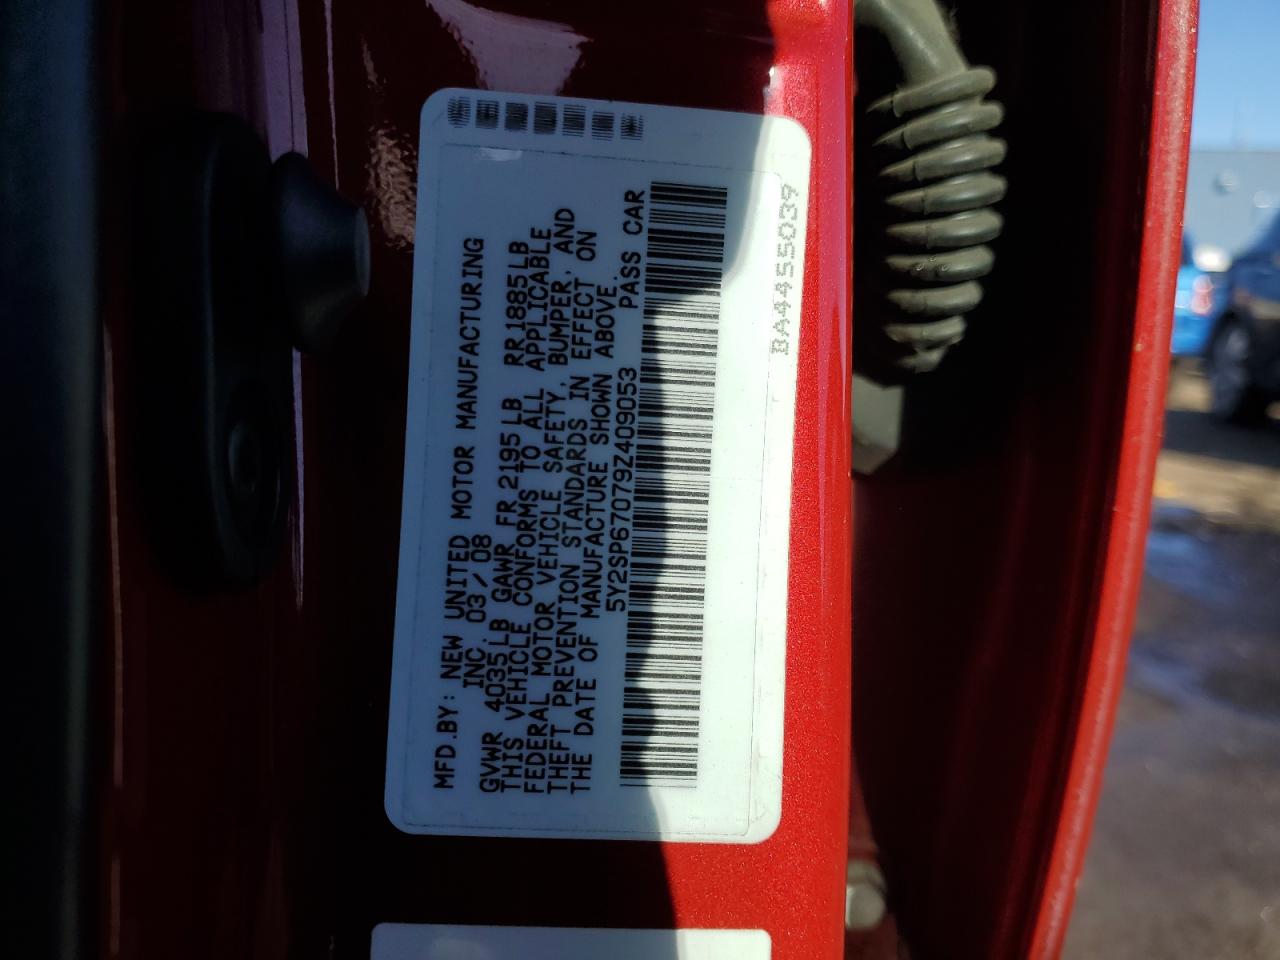 MFD.BY: NEW UNITED MOTOR MANUFACTURING
INC 03/08
GVWR 4035LB GAWR FR 2195LB RR 1885LB
THIS VEHICLE CONFORMS TO ALL APPLICABLE
FEDERAL MOTOR VEHICLE SAFETY, BUMPER, AND
THEFT PREVENTION STANDARDS IN EFFECT ON
THE DATE OF MANUFACTURE SHOWN ABOVE.
5Y2SP67079Z409053 PASS CAR
BA4455039